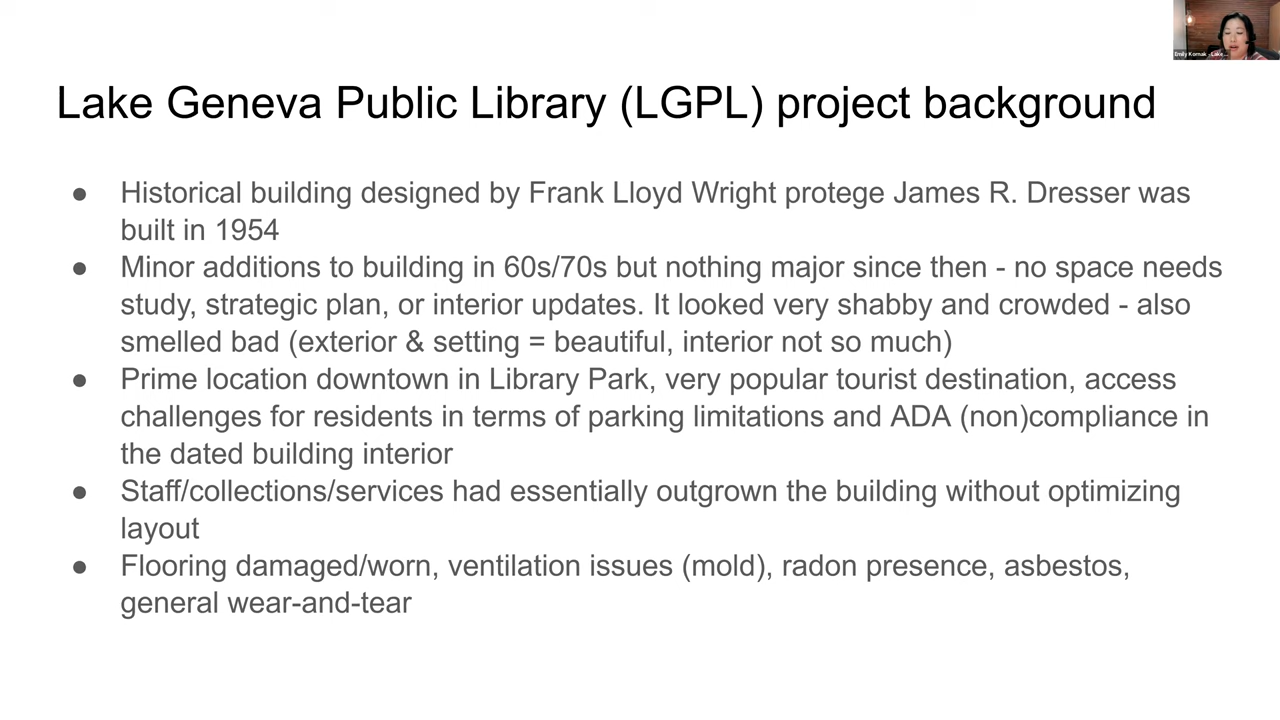 Emily Kornak - Lake ...
Lake Geneva Public Library (LGPL) project background
● Historical building designed by Frank Lloyd Wright protege James R. Dresser was
built in 1954
● Minor additions to building in 60s/70s but nothing major since then - no space needs
study, strategic plan, or interior updates. It looked very shabby and crowded - also
smelled bad (exterior & setting = beautiful, interior not so much)
● Prime location downtown in Library Park, very popular tourist destination, access
challenges for residents in terms of parking limitations and ADA (non)compliance in
the dated building interior
● Staff/collections/services had essentially outgrown the building without optimizing
layout
● Flooring damaged/worn, ventilation issues (mold), radon presence, asbestos,
general wear-and-tear